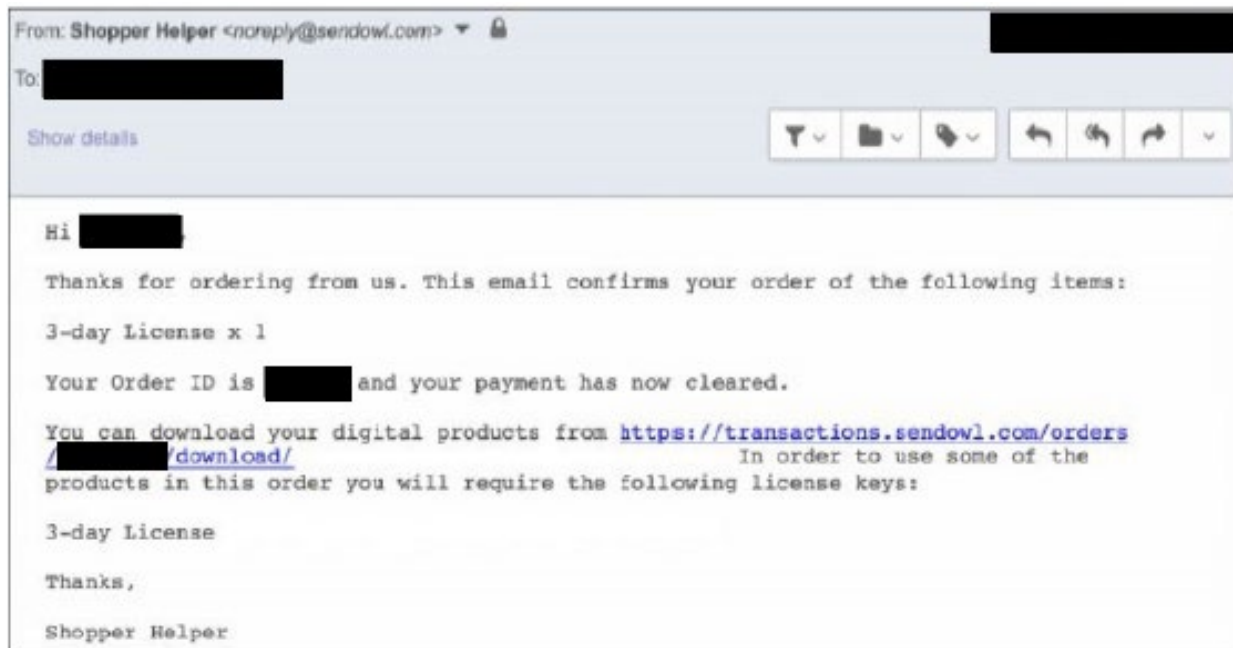 From: Shopper Helper <noreply@sendowl.com>
To:
Show details
Hi ,
Thanks for ordering from us. This email confirms your order of the following items:
3-day License x 1
Your Order ID is and your payment has now cleared.
You can download your digital products from https://transactions.sendowl.com/orders
/ /download/ In order to use some of the
products in this order you will require the following license keys:
3-day License
Thanks,
Shopper Helper